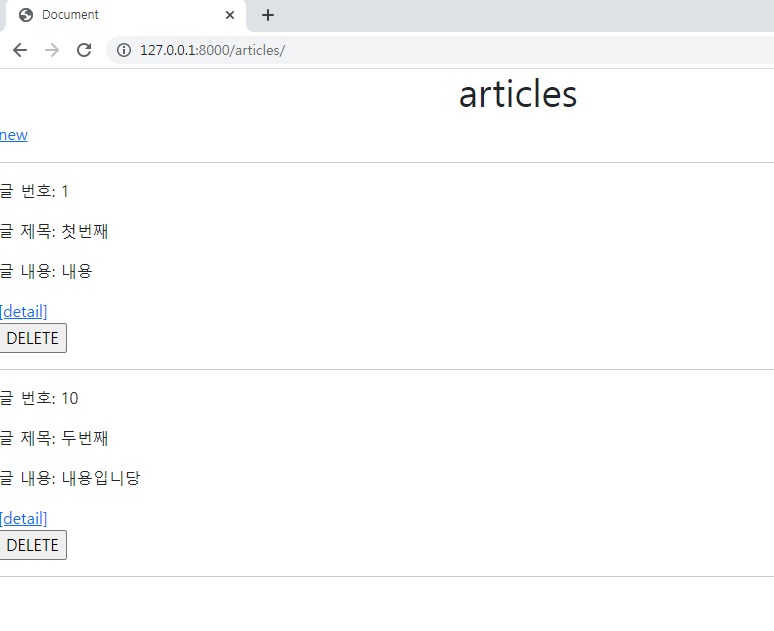 Document
127.0.0.1:8000/articles/
articles
new
글 번호: 1
글 제목: 첫번째
글 내용: 내용
[detail]
DELETE
글 번호: 10
글 제목: 두번째
글 내용: 내용입니당
[detail]
DELETE